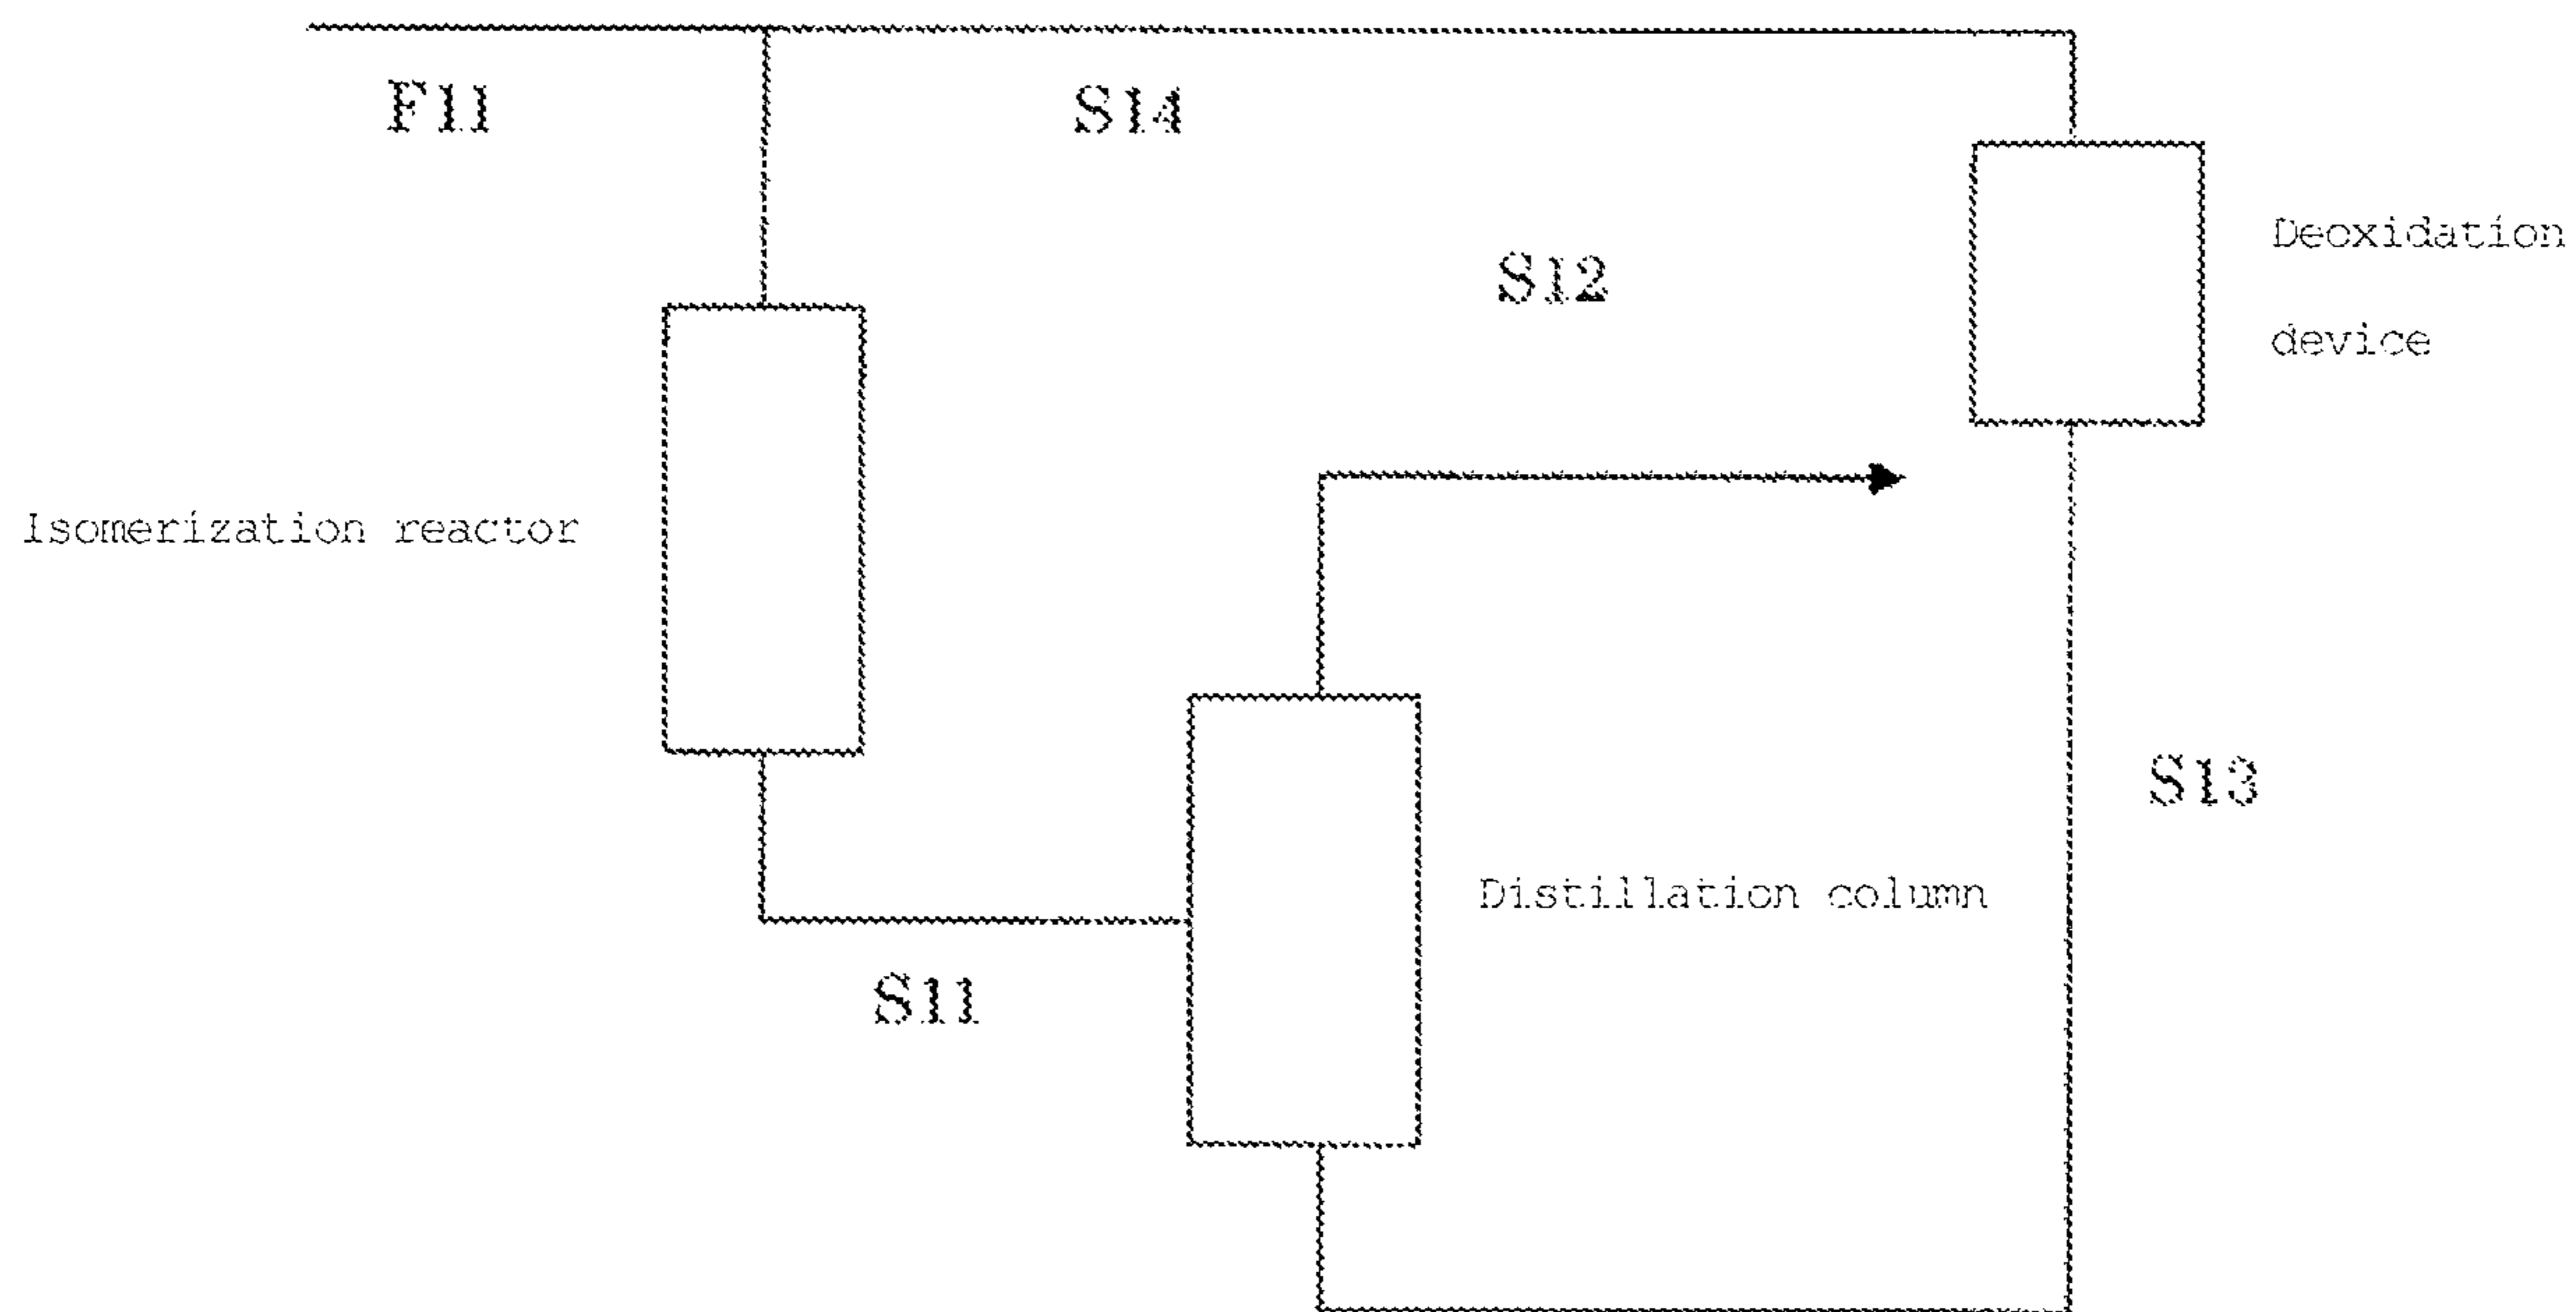 F11
S14
Deoxidation
device
S12
Isomerization reactor
S13
Distillation column
S11